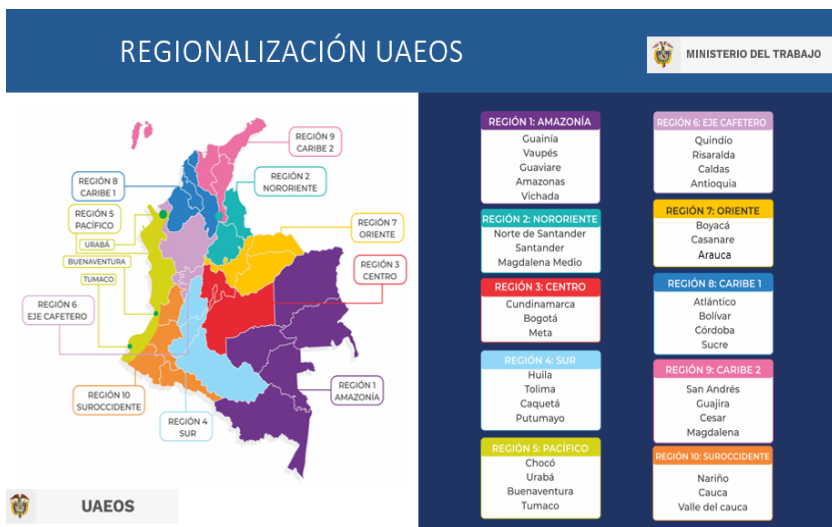 REGIONALIZACIÓN UAEOS
MINISTERIO DEL TRABAJO
REGIÓN 9
CARIBE 2
REGIÓN 8
CARIBE 1
REGIÓN 2
NORORIENTE
REGIÓN 5
PACÍFICO
URABÁ
BUENAVENTURA
TUMACO
REGIÓN 7
ORIENTE
REGIÓN 3
CENTRO
REGIÓN 6
EJE CAFETERO
REGIÓN 10
SUROCCIDENTE
REGIÓN 4
SUR
REGIÓN 1
AMAZONÍA
UAEOS
REGIÓN 1: AMAZONÍA
Guainía
Vaupés
Guaviare
Amazonas
Vichada
REGIÓN 2: NORORIENTE
Norte de Santander
Santander
Magdalena Medio
REGIÓN 3: CENTRO
Cundinamarca
Bogotá
Meta
REGIÓN 4: SUR
Huila
Tolima
Caquetá
Putumayo
REGIÓN 5: PACÍFICO
Chocó
Urabá
Buenaventura
Tumaco
REGIÓN 6: EJE CAFETERO
Quindío
Risaralda
Caldas
Antioquia
REGIÓN 7: ORIENTE
Boyacá
Casanare
Arauca
REGIÓN 8: CARIBE 1
Atlántico
Bolívar
Córdoba
Sucre
REGIÓN 9: CARIBE 2
San Andrés
Guajira
Cesar
Magdalena
REGIÓN 10: SUROCCIDENTE
Nariño
Cauca
Valle del cauca